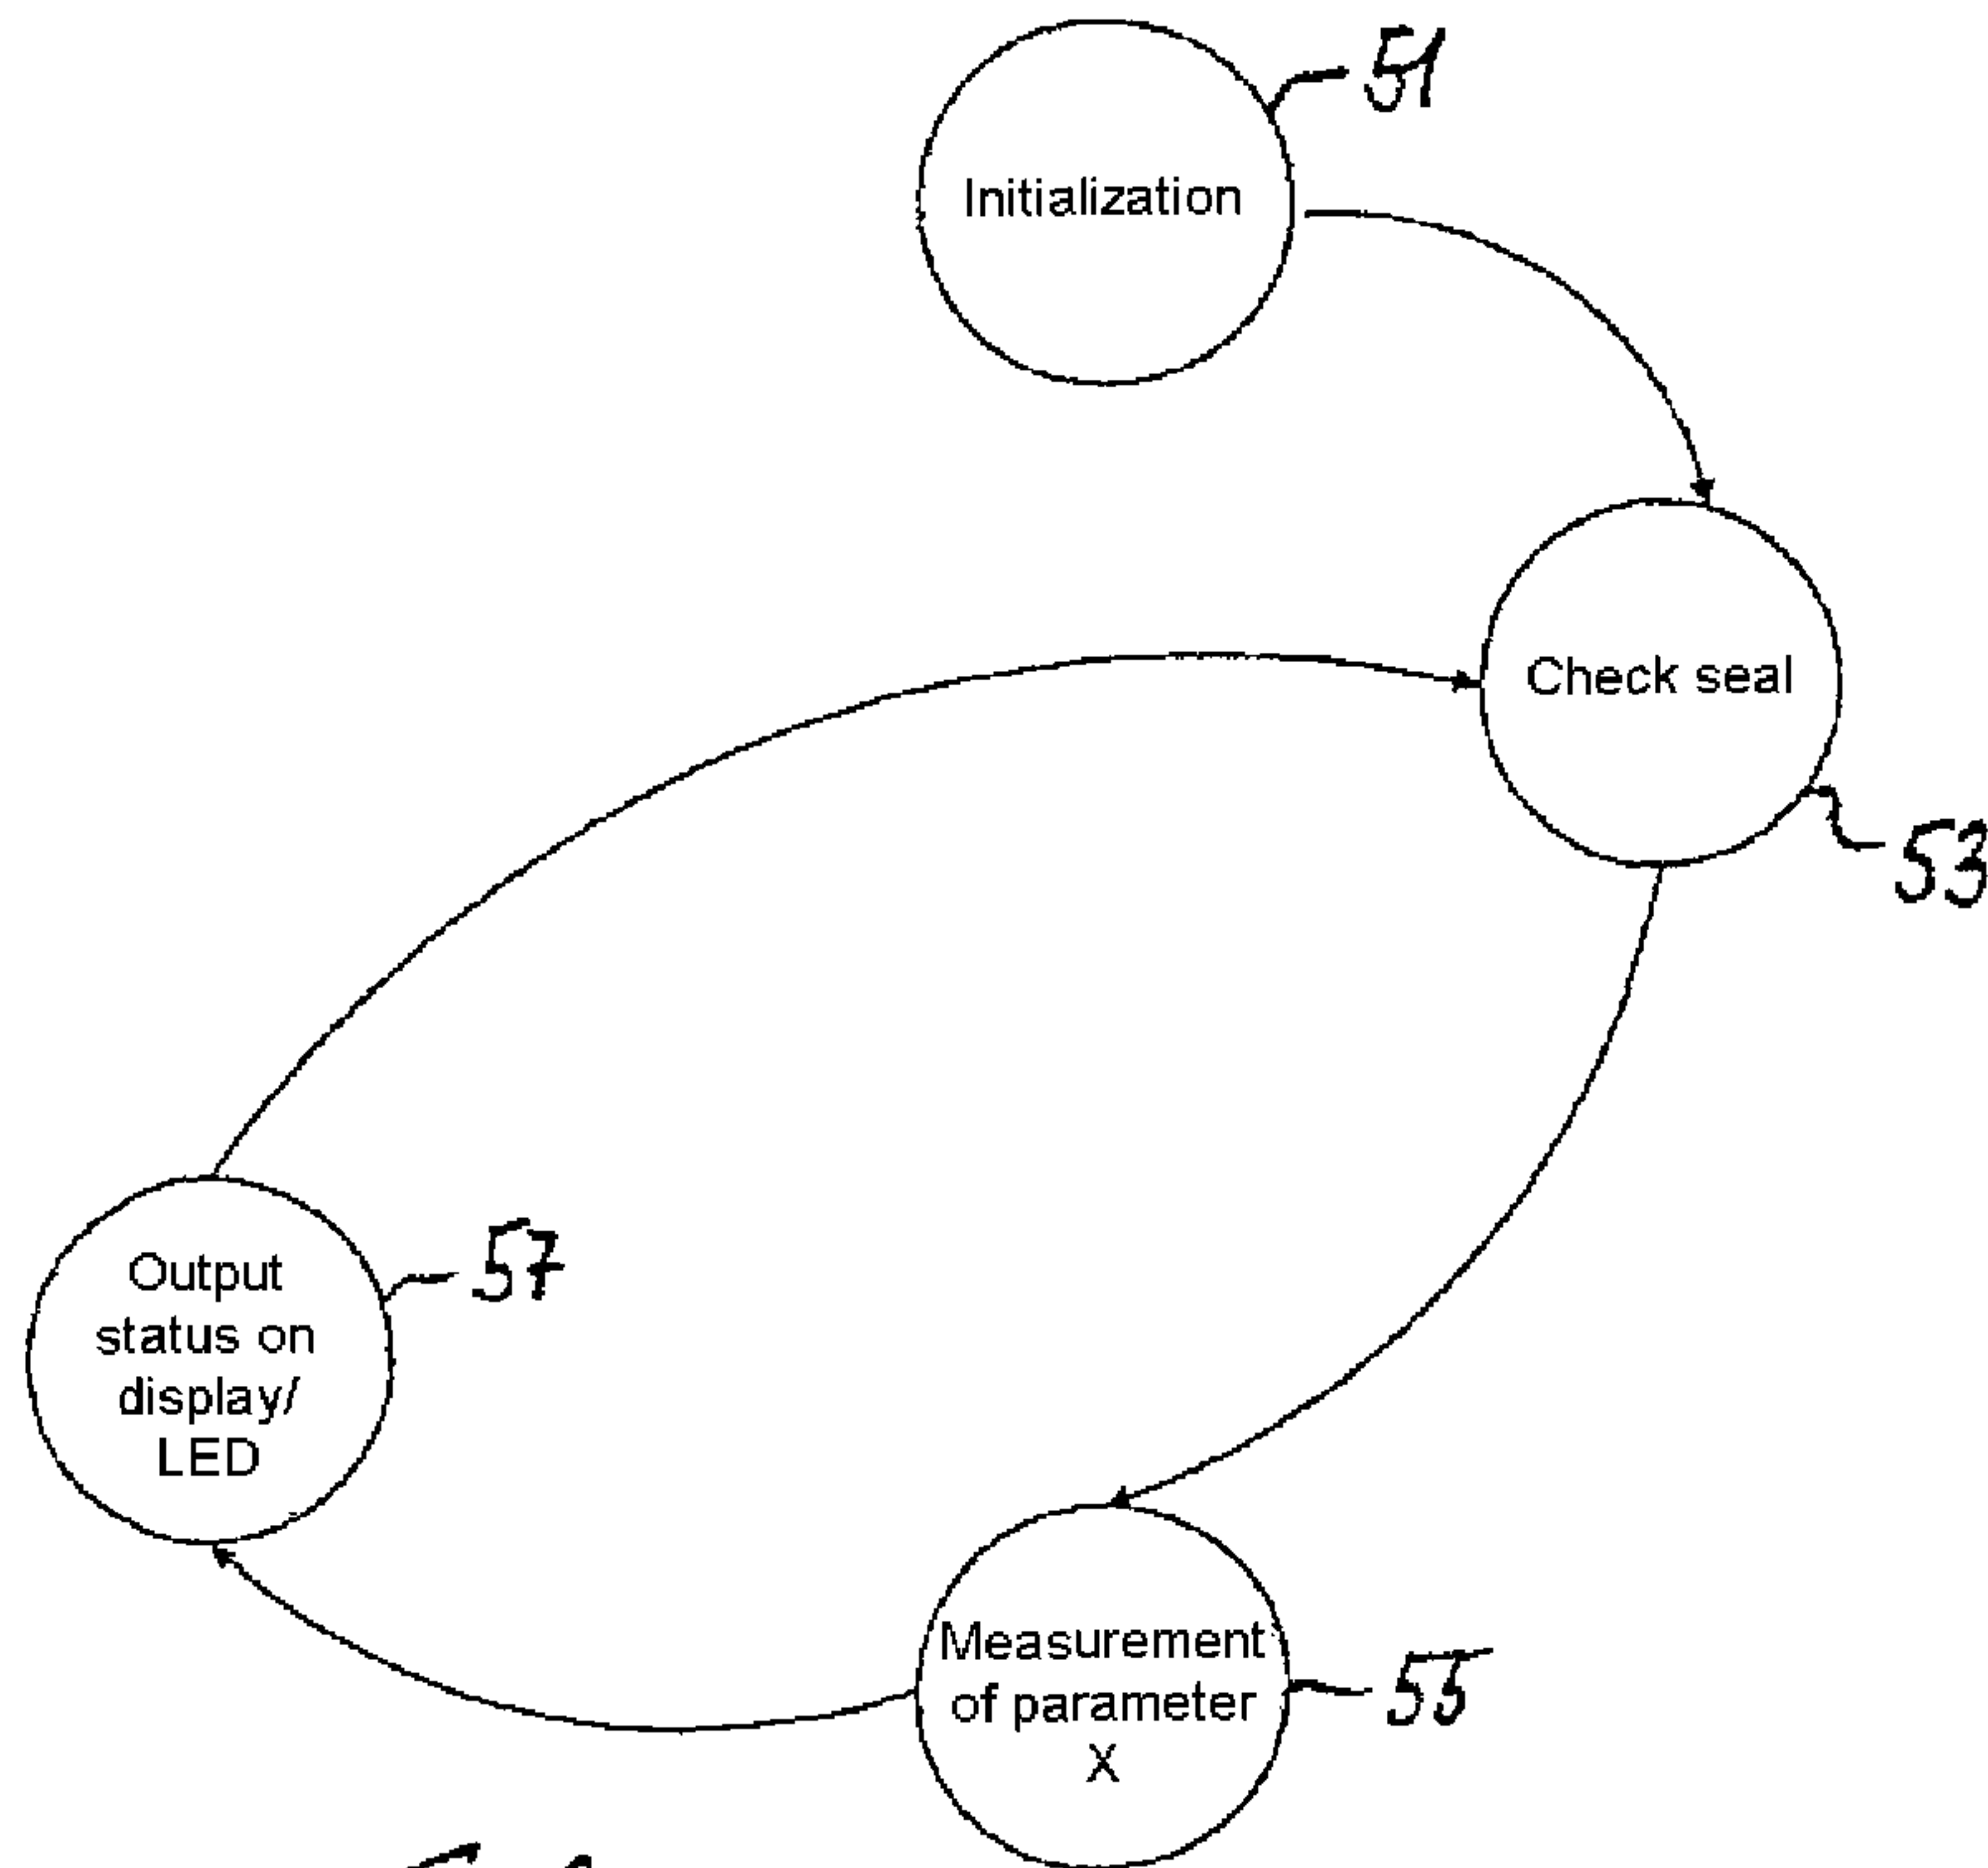 51
Initialization
Check seal
53
Output
status on
display/
LED
57
Measurement
of parameter
X
55